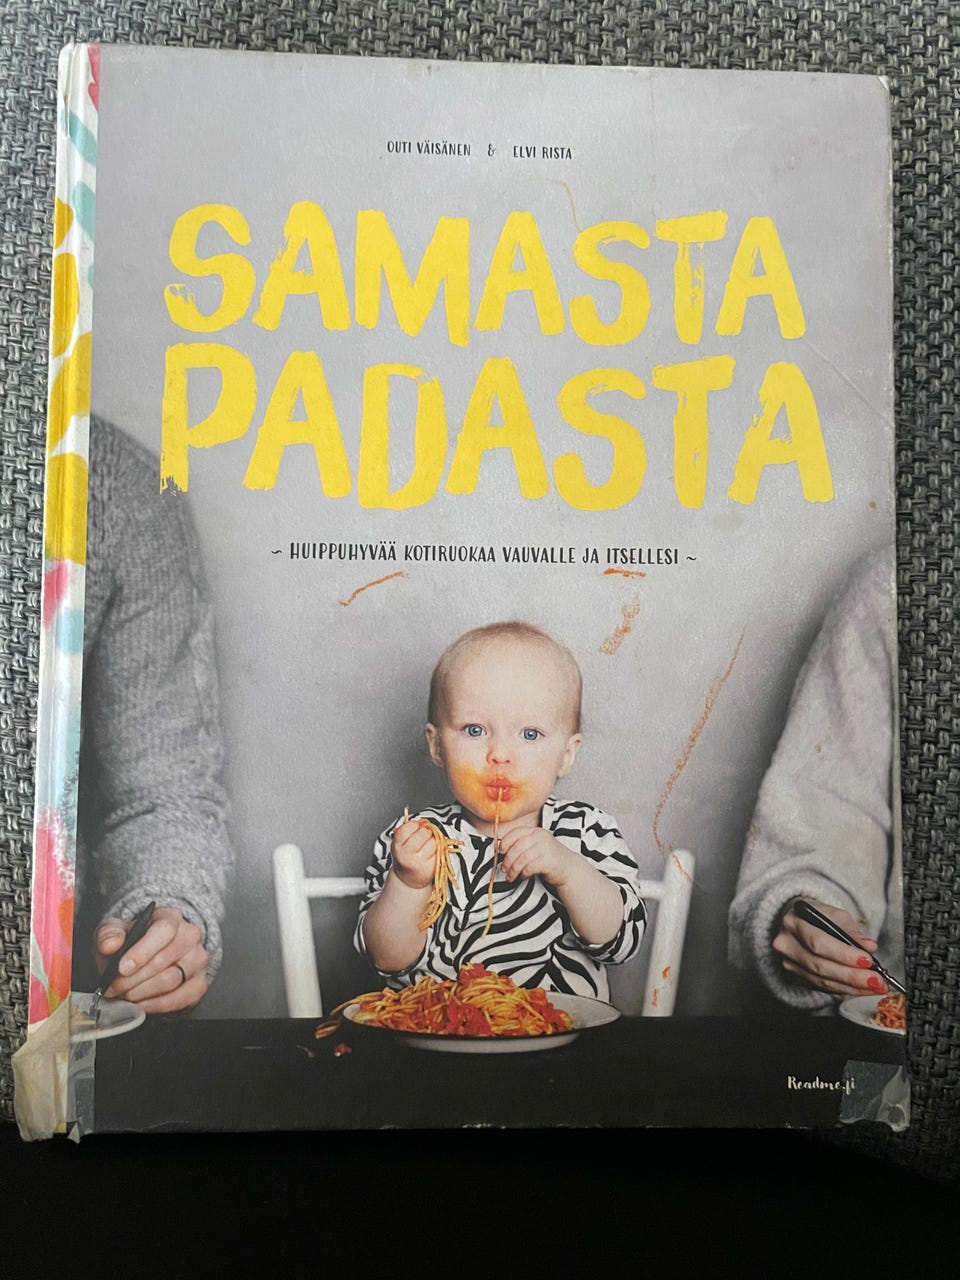 OUTI VÄISÄNEN & ELVI RISTA
SAMASTA
PADASTA
~ HUIPPUHYVÄÄ KOTIRUOKAA VAUVALLE JA ITSELLESI ~
Readme.fi